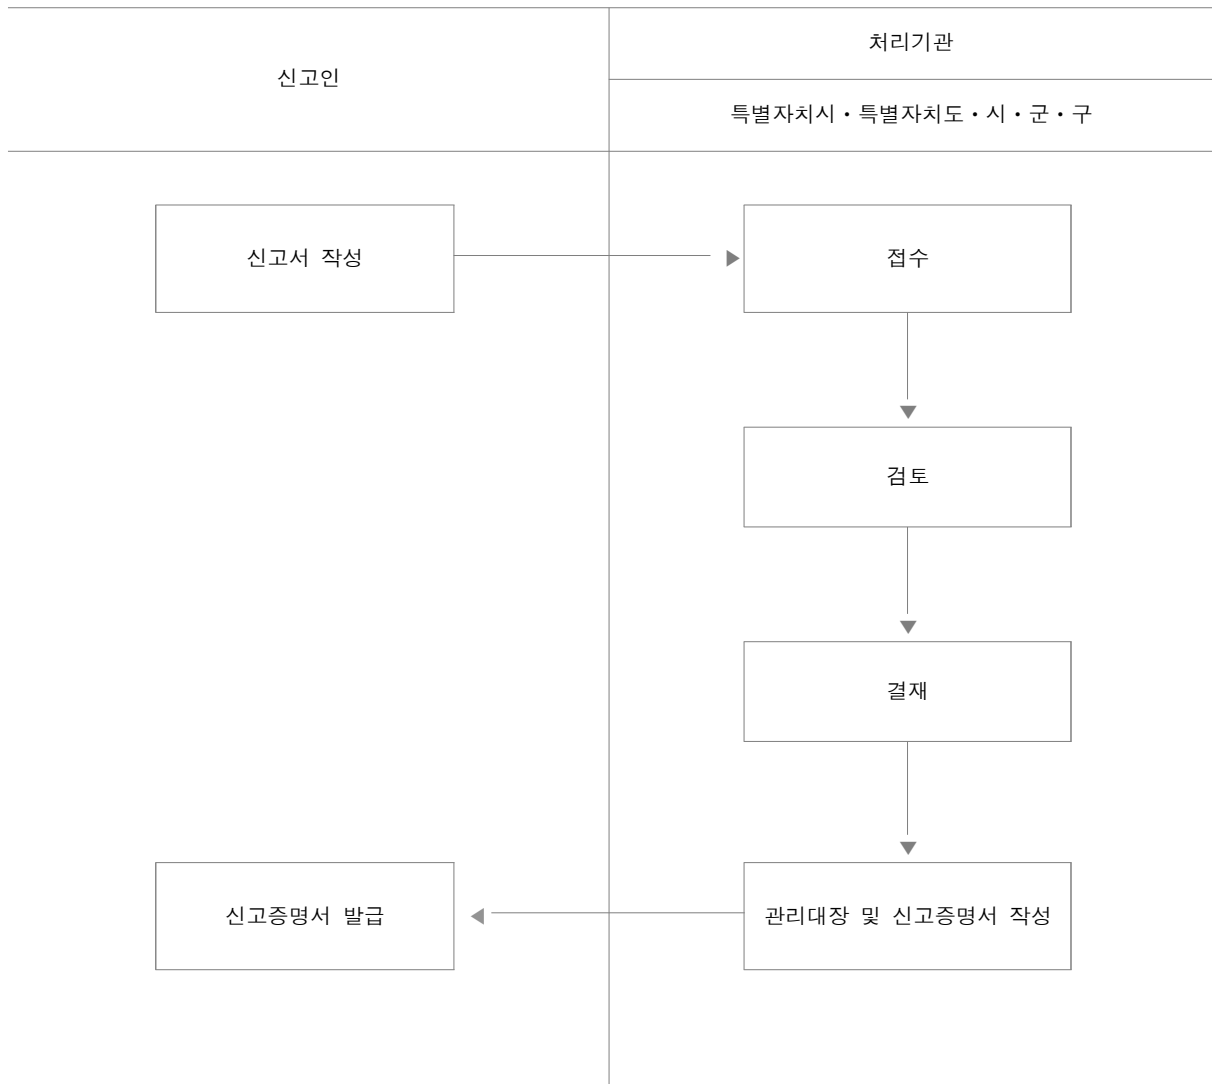 신고인
처리기관
특별자치시・특별자치도・시・군・구
신고서 작성
접수
검토
결재
신고증명서 발급
관리대장 및 신고증명서 작성